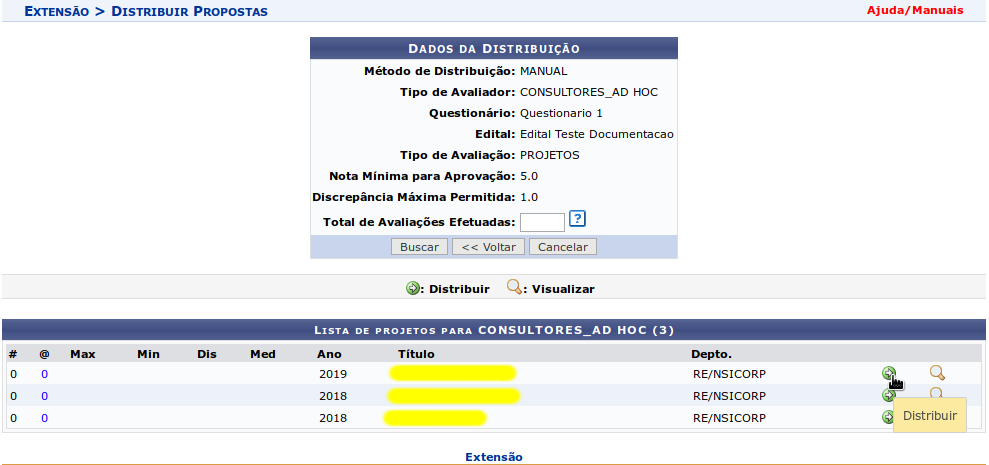 Extensão > Distribuir Propostas
Ajuda/Manuais
Dados da Distribuição
Método de Distribuição: MANUAL
Tipo de Avaliador: CONSULTORES_AD HOC
Questionário: Questionario 1
Edital: Edital Teste Documentacao
Tipo de Avaliação: PROJETOS
Nota Mínima para Aprovação: 5.0
Discrepância Máxima Permitida: 1.0
Total de Avaliações Efetuadas: ?
Buscar << Voltar Cancelar
: Distribuir : Visualizar
Lista de projetos para CONSULTORES_AD HOC (3)
# @ Max Min Dis Med Ano Título Depto.
0 0 2019 RE/NSICORP
0 0 2018 RE/NSICORP
0 0 2018 RE/NSICORP
Distribuir
Extensão